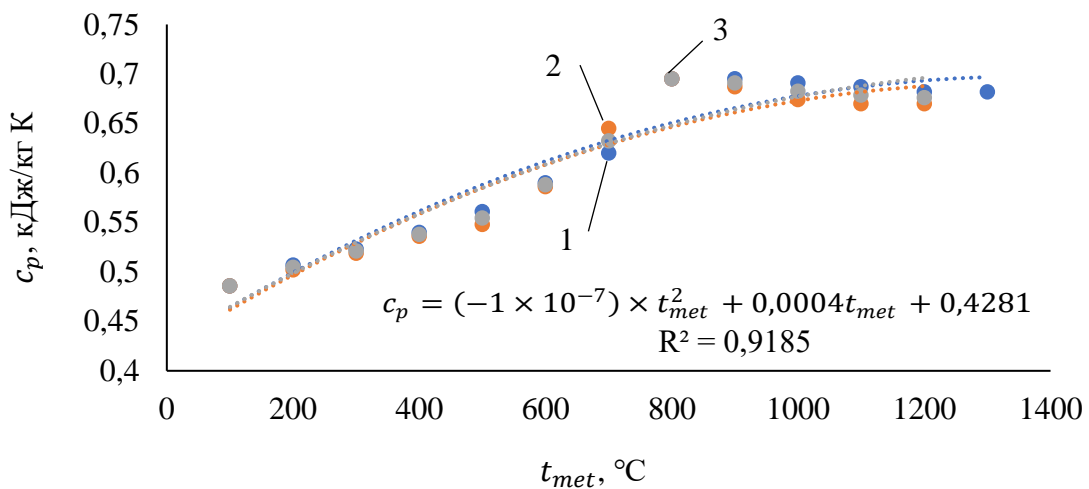 0,75
0,7
0,65
0,6
0,55
0,5
0,45
0,4
c_p, кДж/кг К
3
2
1
c_p = (−1 × 10⁻⁷) × t²_met + 0,0004t_met + 0,4281
R² = 0,9185
0 200 400 600 800 1000 1200 1400
t_met, °C